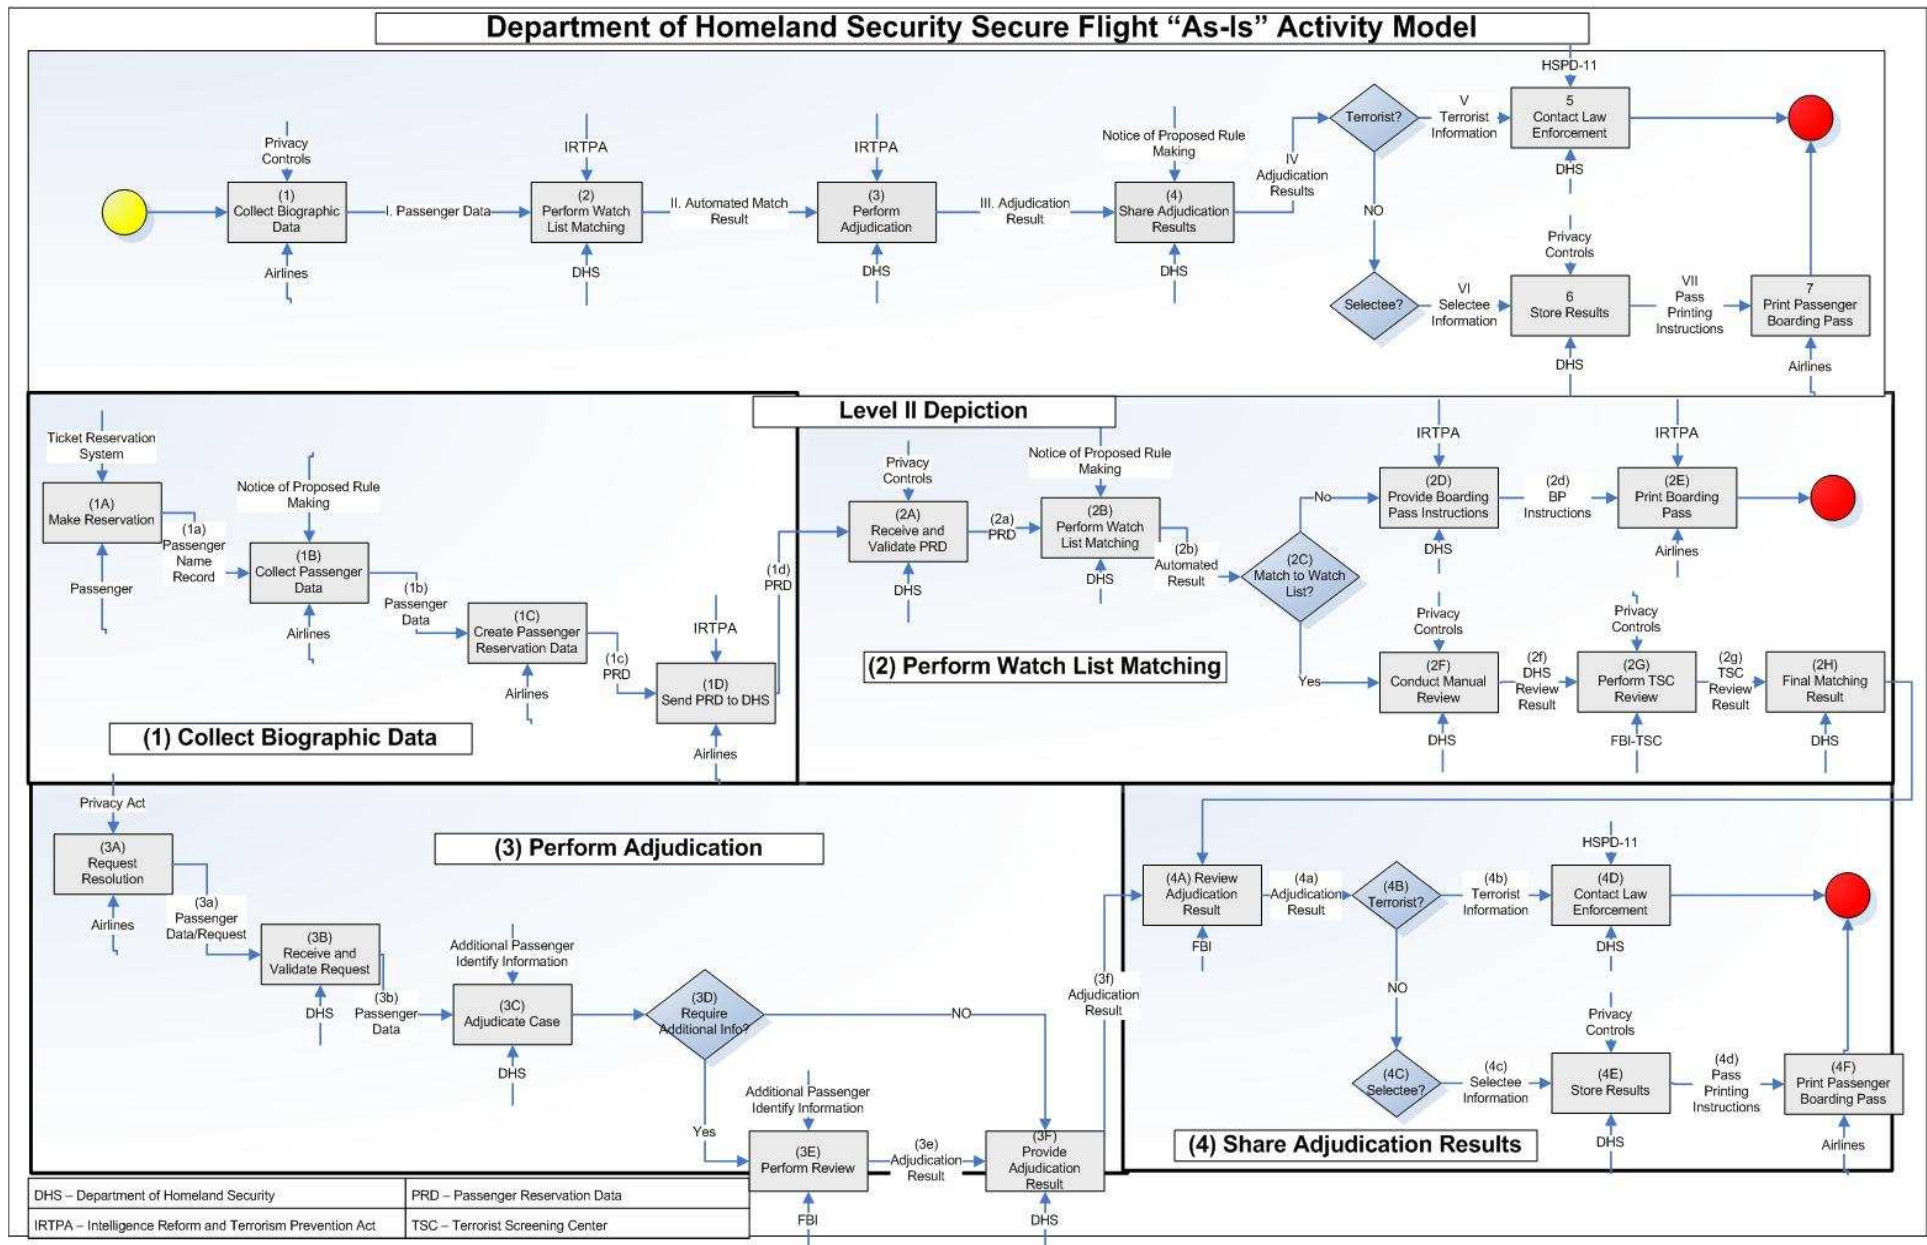 Department of Homeland Security Secure Flight “As-Is” Activity Model
HSPD-11
Privacy
Controls
IRTPA
IRTPA
Notice of Proposed Rule
Making
(1)
Collect Biographic
Data
I. Passenger Data
(2)
Perform Watch
List Matching
II. Automated Match
Result
(3)
Perform
Adjudication
III. Adjudication
Result
(4)
Share Adjudication
Results
IV
Adjudication
Results
Airlines
DHS
DHS
DHS
Terrorist?
V
Terrorist
Information
5
Contact Law
Enforcement
DHS
NO
Privacy
Controls
Selectee?
VI
Selectee
Information
6
Store Results
VII
Pass
Printing
Instructions
7
Print Passenger
Boarding Pass
DHS
Airlines
Level II Depiction
Ticket Reservation
System
(1A)
Make Reservation
Passenger
(1a)
Passenger
Name
Record
Notice of Proposed Rule
Making
(1B)
Collect Passenger
Data
Airlines
(1b)
Passenger
Data
(1C)
Create Passenger
Reservation Data
Airlines
(1c)
PRD
IRTPA
(1D)
Send PRD to DHS
Airlines
(1d)
PRD
(1) Collect Biographic Data
Privacy
Controls
(2A)
Receive and
Validate PRD
DHS
(2a)
PRD
Notice of Proposed Rule
Making
(2B)
Perform Watch
List Matching
DHS
(2b)
Automated
Result
(2C)
Match to Watch
List?
No
IRTPA
(2D)
Provide Boarding
Pass Instructions
DHS
(2d)
BP
Instructions
IRTPA
(2E)
Print Boarding
Pass
Airlines
Yes
Privacy
Controls
(2F)
Conduct Manual
Review
DHS
(2f)
DHS
Review
Result
Privacy
Controls
(2G)
Perform TSC
Review
FBI-TSC
(2g)
TSC
Review
Result
(2H)
Final Matching
Result
DHS
(2) Perform Watch List Matching
Privacy Act
(3A)
Request
Resolution
Airlines
(3a)
Passenger
Data/Request
(3) Perform Adjudication
(3B)
Receive and
Validate Request
DHS
(3b)
Passenger
Data
Additional Passenger
Identify Information
(3C)
Adjudicate Case
DHS
(3D)
Require
Additional Info?
NO
Yes
Additional Passenger
Identify Information
(3E)
Perform Review
FBI
(3e)
Adjudication
Result
(3F)
Provide
Adjudication
Result
DHS
(3f)
Adjudication
Result
(4A) Review
Adjudication
Result
FBI
(4a)
Adjudication
Result
(4B)
Terrorist?
(4b)
Terrorist
Information
HSPD-11
(4D)
Contact Law
Enforcement
DHS
NO
Privacy
Controls
(4C)
Selectee?
(4c)
Selectee
Information
(4E)
Store Results
DHS
(4d)
Pass
Printing
Instructions
(4F)
Print Passenger
Boarding Pass
Airlines
(4) Share Adjudication Results
DHS – Department of Homeland Security
PRD – Passenger Reservation Data
IRTPA – Intelligence Reform and Terrorism Prevention Act
TSC – Terrorist Screening Center